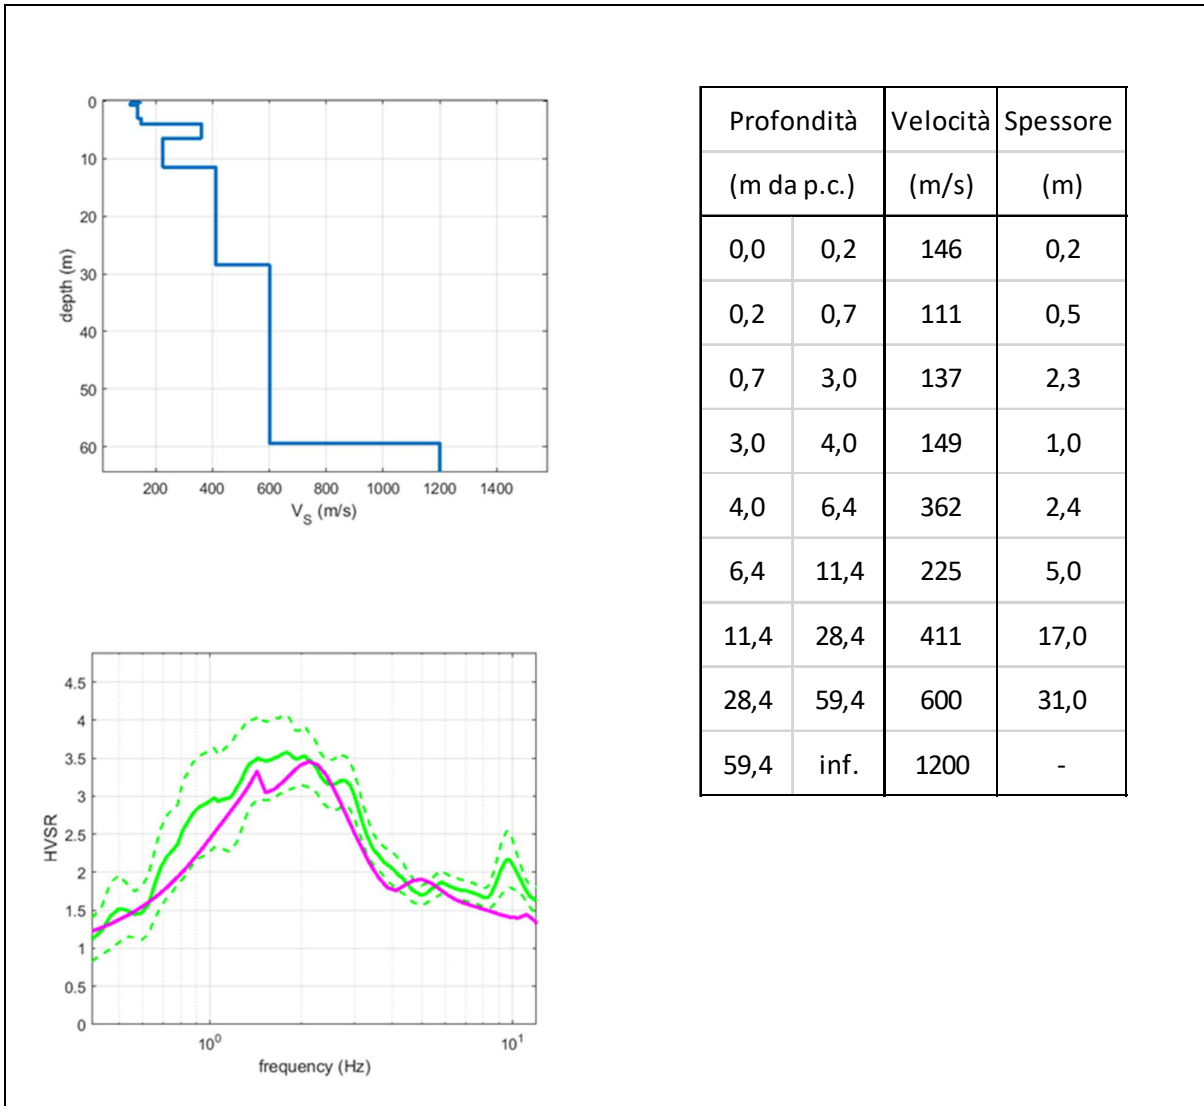 0
10
20
30
40
50
60
depth (m)
200 400 600 800 1000 1200 1400
V_S (m/s)
Profondità Velocità Spessore
(m da p.c.) (m/s) (m)
0,0 0,2 146 0,2
0,2 0,7 111 0,5
0,7 3,0 137 2,3
3,0 4,0 149 1,0
4,0 6,4 362 2,4
6,4 11,4 225 5,0
11,4 28,4 411 17,0
28,4 59,4 600 31,0
59,4 inf. 1200 -
4.5
4
3.5
3
2.5
2
1.5
1
0.5
0
HVSR
10^0 10^1
frequency (Hz)